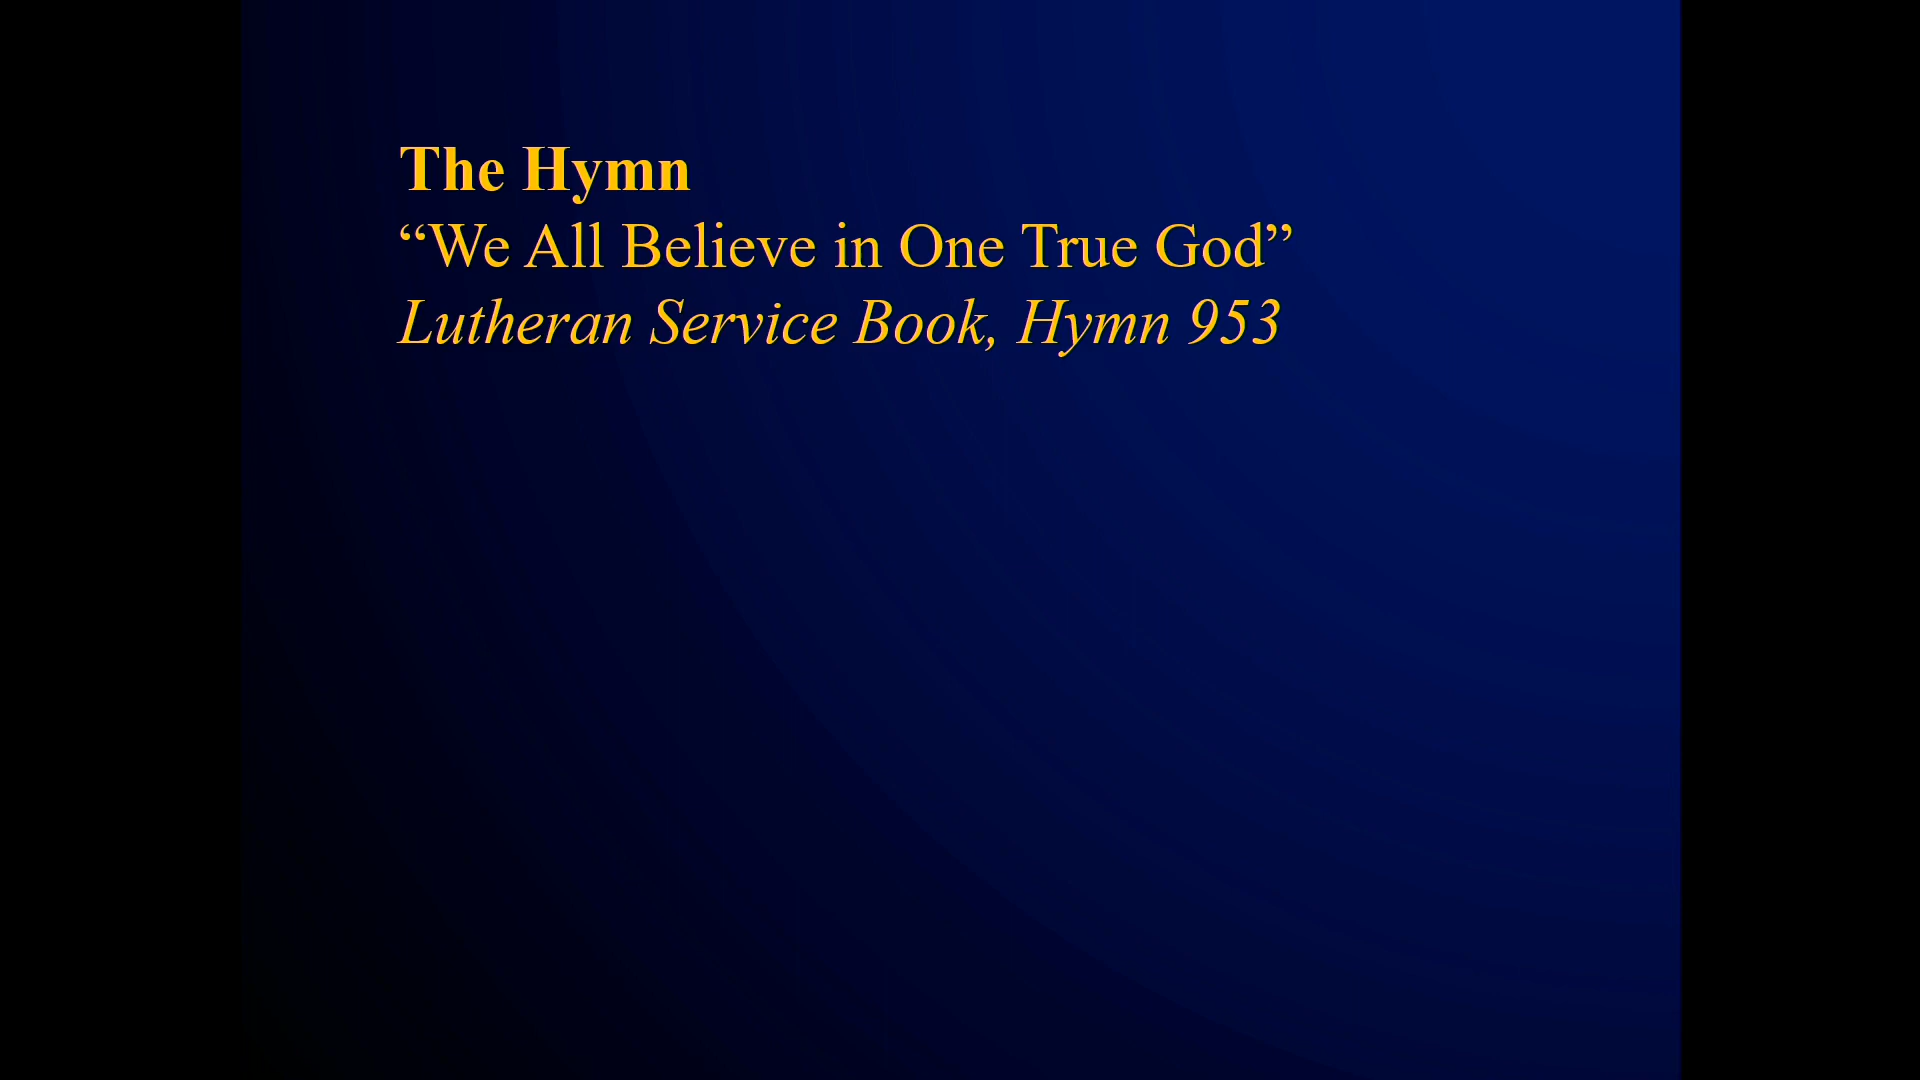 The Hymn
“We All Believe in One True God”
Lutheran Service Book, Hymn 953